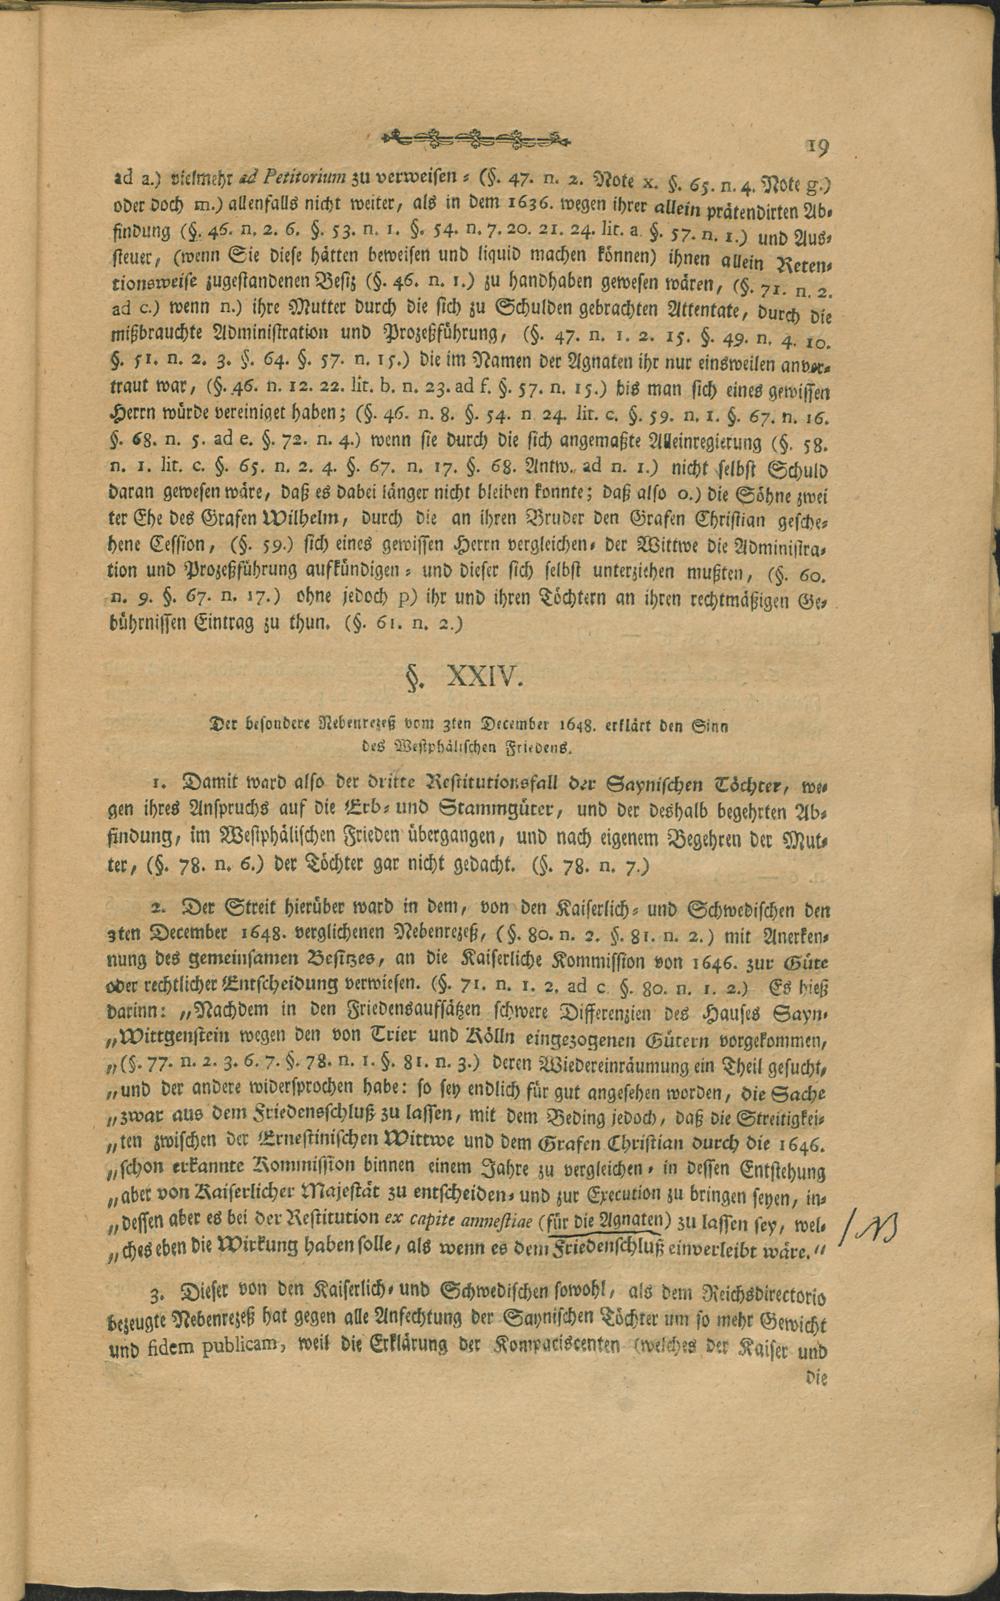 19
ad a.) vielmehr ad Petitorium zu verweisen - (§. 47. n. 2. Note x. §. 65. n. 4. Note g.)
oder doch m.) allenfalls nicht weiter, als in dem 1636. wegen ihrer allein prätendirten Ab-
findung (§. 46. n. 2. 6. §. 53. n. 1. §. 54. n. 7. 20. 21. 24. lit. a. §. 57. n. 1.) und Aus-
steuer, (wenn Sie diese hätten beweisen und liquid machen können) ihnen allein Reten-
tionsweise zugestandenen Besiz (§. 46. n. 1.) zu handhaben gewesen wären, (§. 71. n. 2.
ad c.) wenn n.) ihre Mutter durch die sich zu Schulden gebrachten Attentate, durch die
mißbrauchte Administration und Prozeßführung, (§. 47. n. 1. 2. 15. §. 49. n. 4. 10.
§. 51. n. 2. 3. §. 64. §. 57. n. 15.) die im Namen der Agnaten ihr nur einsweilen anver-
traut war, (§. 46. n. 12. 22. lit. b. n. 23. ad f. §. 57. n. 15.) bis man sich eines gewissen
Herrn würde vereiniget haben; (§. 46. n. 8. §. 54. n 24. lit. c. §. 59. n. 1. §. 67. n. 16.
§. 68. n. 5. ad e. §. 72. n. 4.) wenn sie durch die sich angemaßte Alleinregierung (§. 58.
n. 1. lit. c. §. 65. n. 2. 4. §. 67. n. 17. §. 68. Antw. ad n. 1.) nicht selbst Schuld
daran gewesen wäre, daß es dabei länger nicht bleiben konnte; daß also o.) die Söhne zwei
ter Ehe des Grafen Wilhelm, durch die an ihren Bruder den Grafen Christian gesche-
hene Cession, (§. 59.) sich eines gewissen Herrn vergleichen- der Wittwe die Administra-
tion und Prozeßführung aufkündigen - und dieser sich selbst unterziehen mußten, (§. 60.
n. 9. §. 67. n. 17.) ohne jedoch p) ihr und ihren Töchtern an ihren rechtmäßigen Ge-
bührnissen Eintrag zu thun. (§. 61. n. 2.)
§. XXIV.
Der besondere Nebenrezeß vom 3ten December 1648. erklärt den Sinn
des Westphälischen Friedens.
1. Damit ward also der dritte Restitutionsfall der Saynischen Töchter, we-
gen ihres Anspruchs auf die Erb- und Stammgüter, und der deshalb begehrten Ab-
findung, im Westphälischen Frieden übergangen, und nach eigenem Begehren der Mut-
ter, (§. 78. n. 6.) der Töchter gar nicht gedacht. (§. 78. n. 7.)
2. Der Streit hierüber ward in dem, von den Kaiserlich- und Schwedischen den
3ten December 1648. verglichenen Nebenrezeß, (§. 80. n. 2. §. 81. n. 2.) mit Anerken-
nung des gemeinsamen Besitzes, an die Kaiserliche Kommission von 1646. zur Güte
oder rechtlicher Entscheidung verwiesen. (§. 71. n. 1. 2. ad c §. 80. n. 1. 2.) Es hieß
darinn: „Nachdem in den Friedensaufsätzen schwere Differenzien des Hauses Sayn-
„Wittgenstein wegen den von Trier und Kölln eingezogenen Gütern vorgekommen,
„(§. 77. n. 2. 3. 6. 7. §. 78. n. 1. §. 81. n. 3.) deren Wiedereinräumung ein Theil gesucht,
„und der andere widersprochen habe: so sey endlich für gut angesehen worden, die Sache
„zwar aus dem Friedensschluß zu lassen, mit dem Beding jedoch, daß die Streitigkei-
„ten zwischen der Ernestinischen Wittwe und dem Grafen Christian durch die 1646.
„schon erkannte Kommission binnen einem Jahre zu vergleichen, in dessen Entstehung
„aber von Kaiserlicher Majestät zu entscheiden- und zur Execution zu bringen seyen, in-
„dessen aber es bei der Restitution ex capite amnestiae (für die Agnaten) zu lassen sey, wel-
„ches eben die Wirkung haben solle, als wenn es dem Friedenschluß einverleibt wäre.“
/ NB
3. Dieser von den Kaiserlich- und Schwedischen sowohl, als dem Reichsdirectorio
bezeugte Nebenrezeß hat gegen alle Anfechtung der Saynischen Töchter um so mehr Gewicht
und fidem publicam, weil die Erklärung der Kompaciscenten (welches der Kaiser und
die